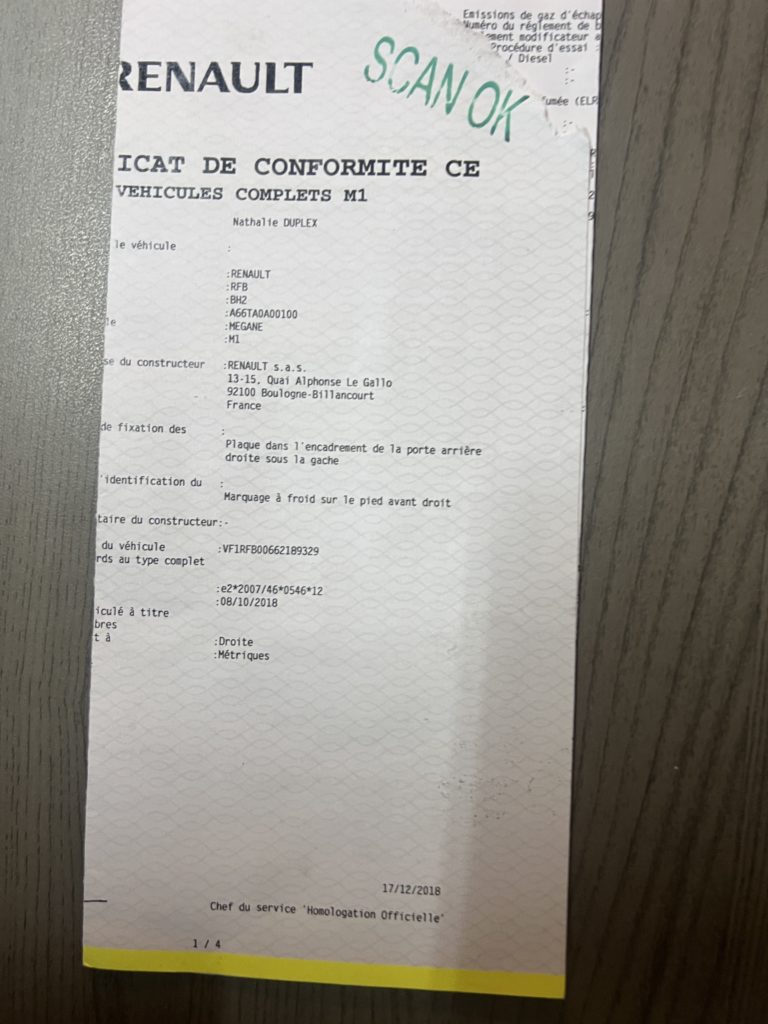 Emissions de gaz d'échap
Numéro du réglement de b
ement modificateur a
Procédure d'essai :
/ Diesel
:-
:-
umée (ELR
:-
RENAULT
SCAN OK
ICAT DE CONFORMITE CE
VEHICULES COMPLETS M1
Nathalie DUPLEX
le véhicule :
:RENAULT
:RFB
:BH2
:A66TA0A00100
le :MEGANE
:M1
se du constructeur :RENAULT s.a.s.
13-15, Quai Alphonse Le Gallo
92100 Boulogne-Billancourt
France
de fixation des :
Plaque dans l'encadrement de la porte arrière
droite sous la gache
'identification du :
Marquage à froid sur le pied avant droit
taire du constructeur:-
du véhicule :VF1RFB00662189329
rds au type complet
:e2*2007/46*0546*12
:08/10/2018
iculé à titre
bres
t à :Droite
:Métriques
17/12/2018
Chef du service 'Homologation Officielle'
1 / 4